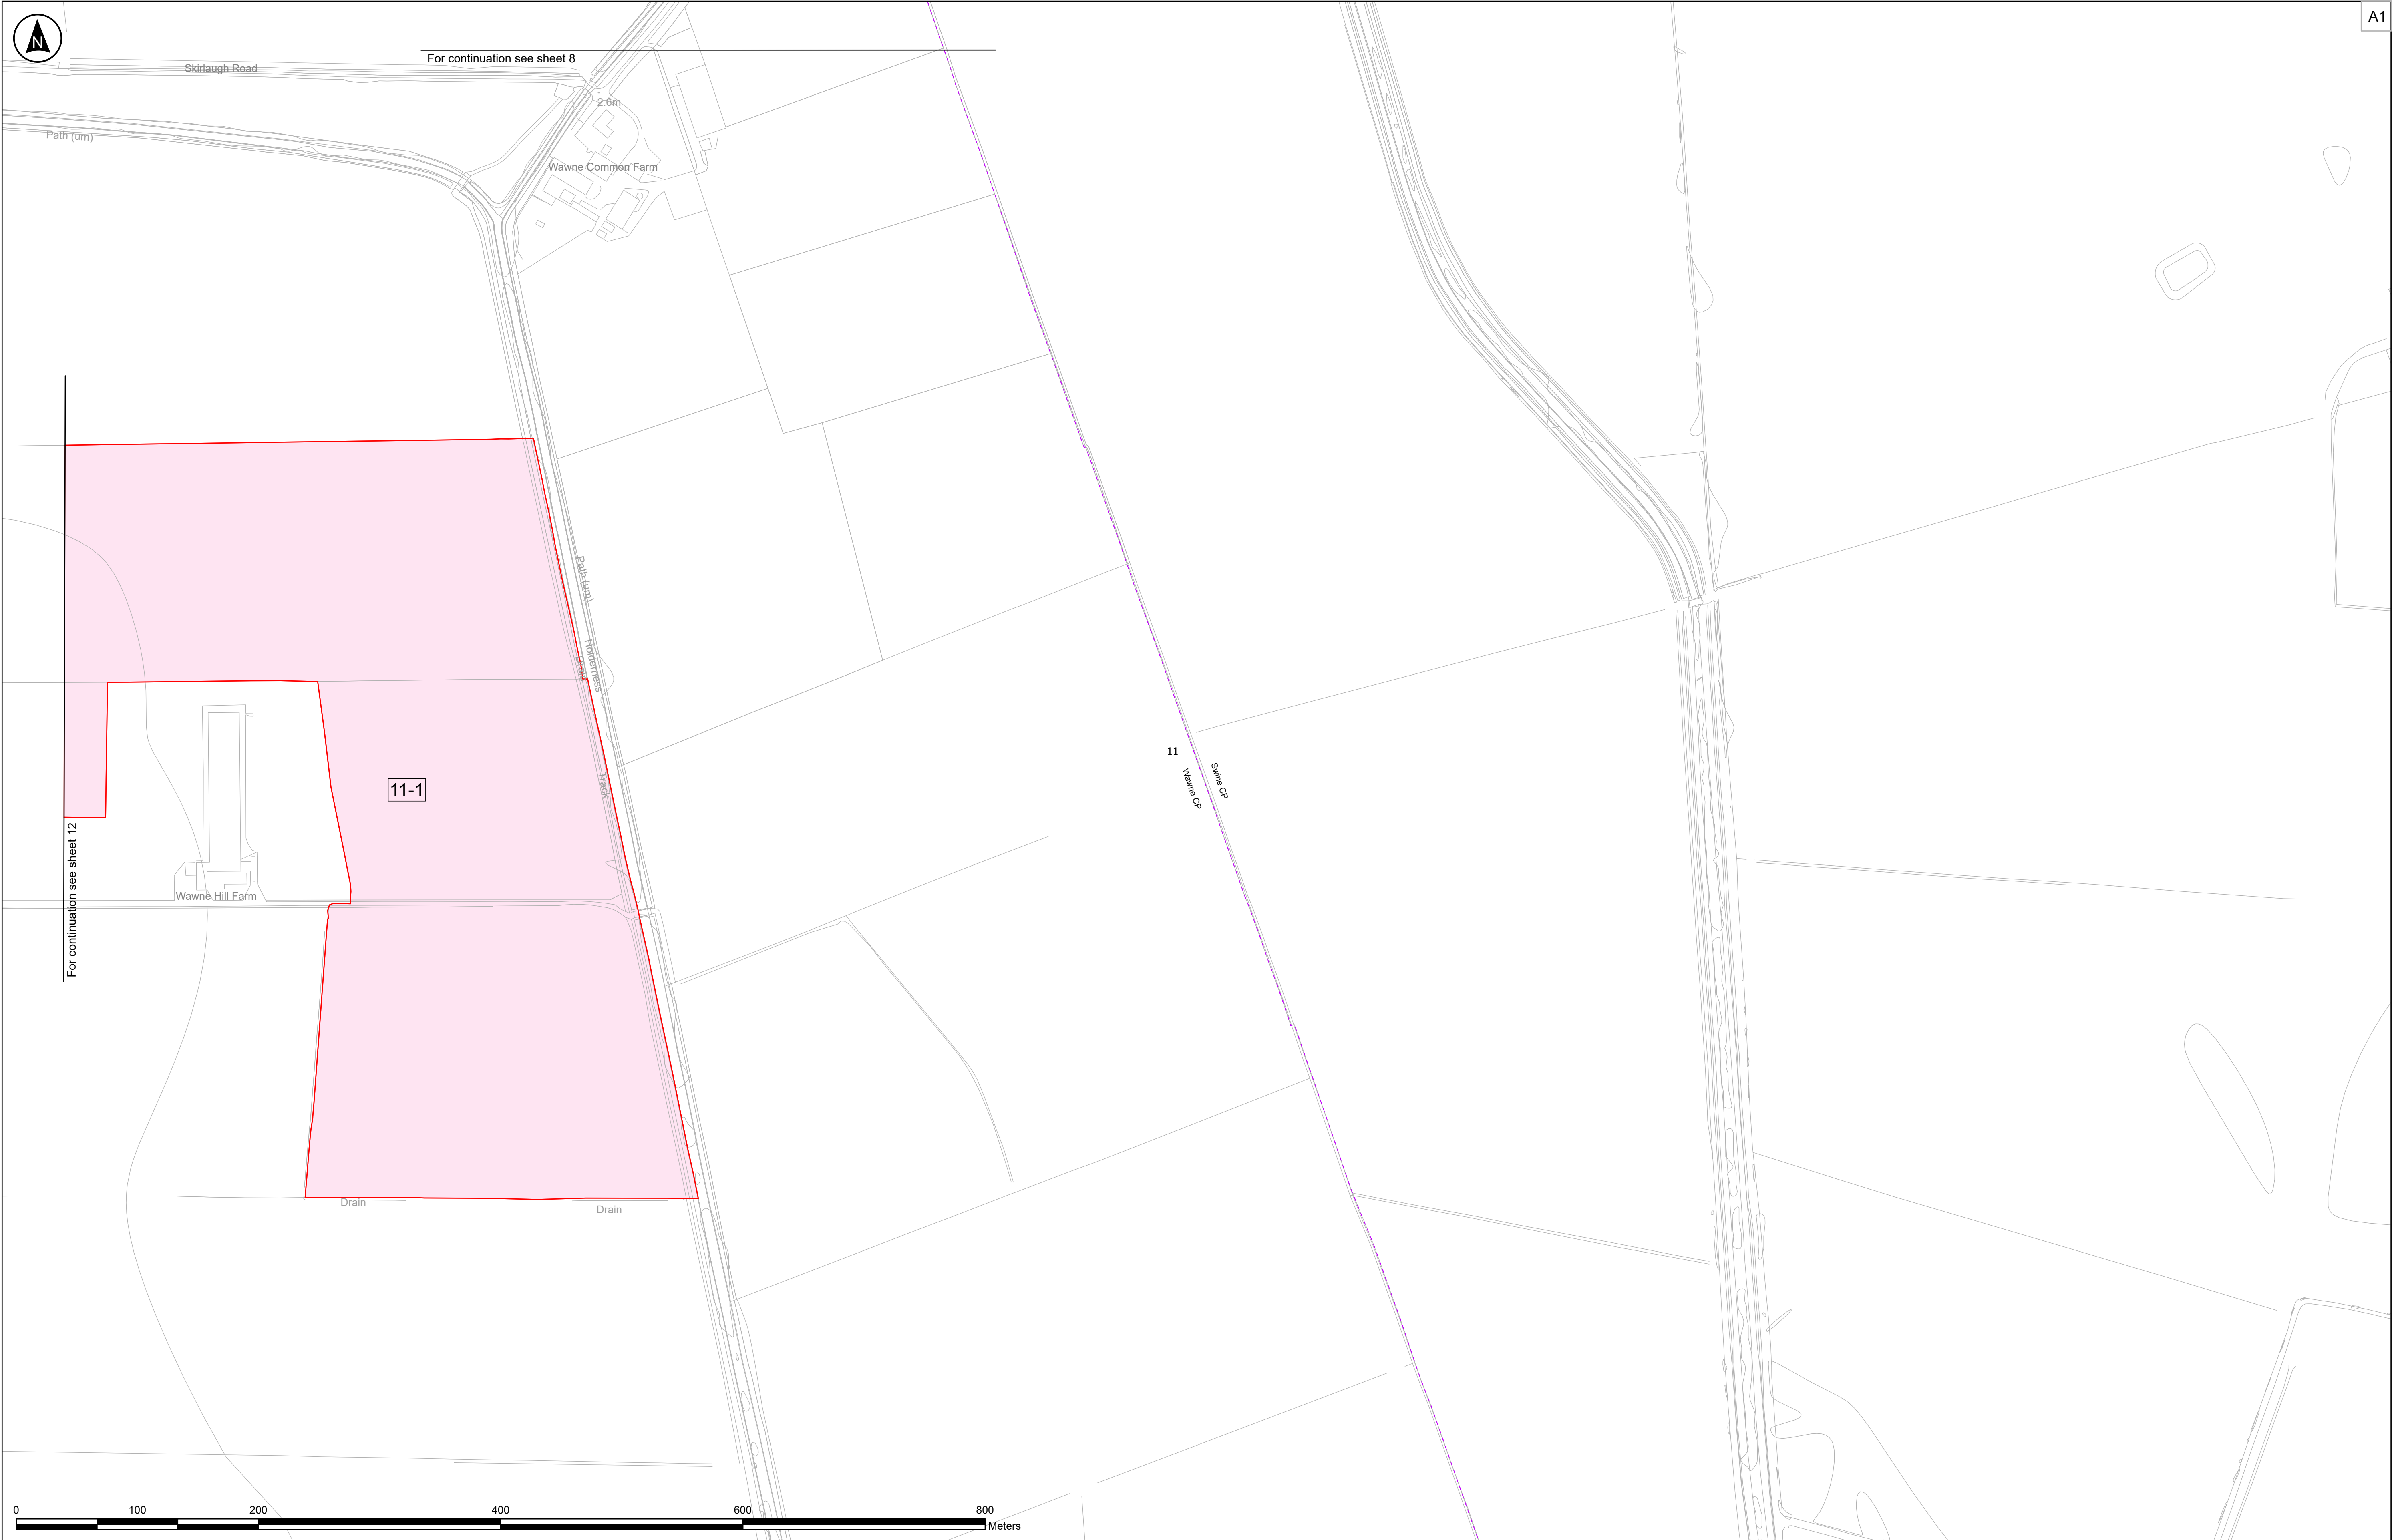 A1
N
For continuation see sheet 8
Skirlaugh Road
2.6m
Path (um)
Wawne Common Farm
Path (um)
Holderness
Drain
11
Swine CP
Wawne CP
Track
11-1
For continuation see sheet 12
Wawne Hill Farm
Drain
Drain
0 100 200 400 600 800
Meters